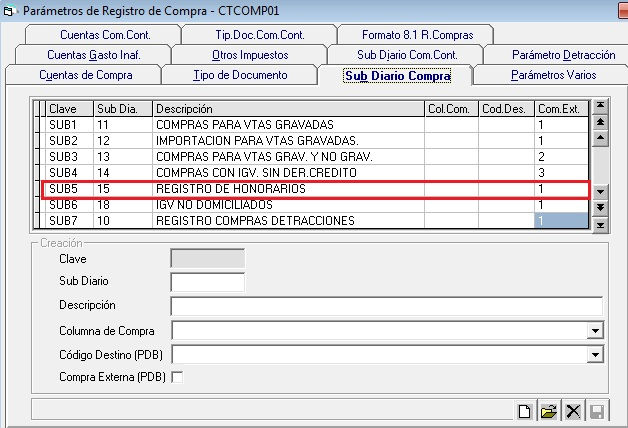 Parámetros de Registro de Compra - CTCOMP01
Cuentas Com.Cont. Tip.Doc.Com.Cont. Formato 8.1 R.Compras
Cuentas Gasto Inaf. Otros Impuestos Sub Diario Com.Cont. Parámetro Detracción
Cuentas de Compra Tipo de Documento Sub Diario Compra Parámetros Varios
Clave Sub Dia. Descripción Col.Com. Cod.Des. Com.Ext.
SUB1 11 COMPRAS PARA VTAS GRAVADAS 1
SUB2 12 IMPORTACION PARA VTAS GRAVADAS. 1
SUB3 13 COMPRAS PARA VTAS GRAV. Y NO GRAV. 2
SUB4 14 COMPRAS CON IGV. SIN DER.CREDITO 3
SUB5 15 REGISTRO DE HONORARIOS 1
SUB6 18 IGV NO DOMICILIADOS 1
SUB7 10 REGISTRO COMPRAS DETRACCIONES 1
Creación
Clave
Sub Diario
Descripción
Columna de Compra
Código Destino (PDB)
Compra Externa (PDB)